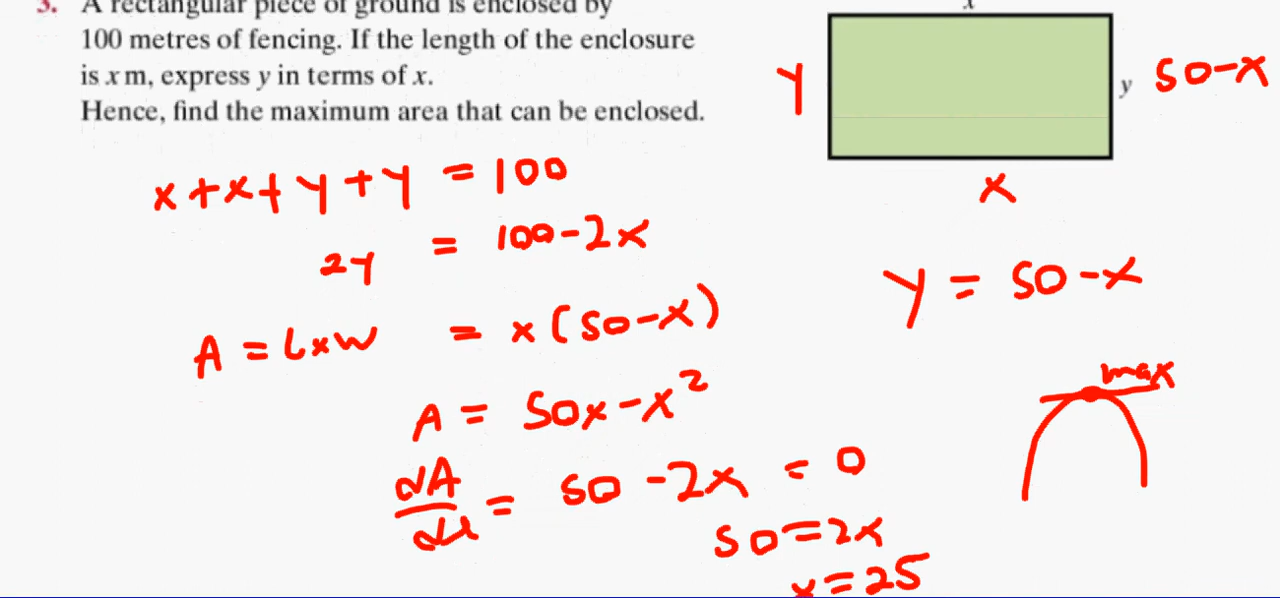 3. A rectangular piece of ground is enclosed by
100 metres of fencing. If the length of the enclosure
is x m, express y in terms of x.
Hence, find the maximum area that can be enclosed.
x
y
Y
50-x
x
x+x+y+y = 100
2y = 100-2x
y = 50-x
A = L x W = x(50-x)
max
A = 50x-x²
dA/dx = 50-2x = 0
50=2x
x=25